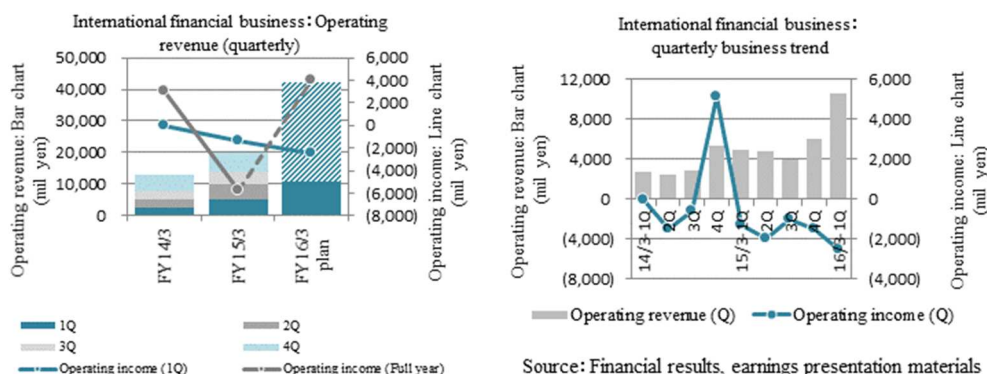 International financial business: Operating
revenue (quarterly)
Operating revenue: Bar chart
(mil yen)
50,000
40,000
30,000
20,000
10,000
0
6,000
4,000
2,000
0
(2,000)
(4,000)
(6,000)
(8,000)
Operating income: Line chart
(mil yen)
FY14/3
FY15/3
FY16/3
plan
1Q
2Q
3Q
4Q
Operating income (1Q)
Operating income (Full year)
International financial business:
quarterly business trend
Operating revenue: Bar chart
(mil yen)
12,000
8,000
4,000
0
(4,000)
(8,000)
6,000
4,000
2,000
0
(2,000)
(4,000)
Operating income: Line chart
(mil yen)
14/3-1Q
2Q
3Q
4Q
15/3-1Q
2Q
3Q
4Q
16/3-1Q
Operating revenue (Q)
Operating income (Q)
Source: Financial results, earnings presentation materials